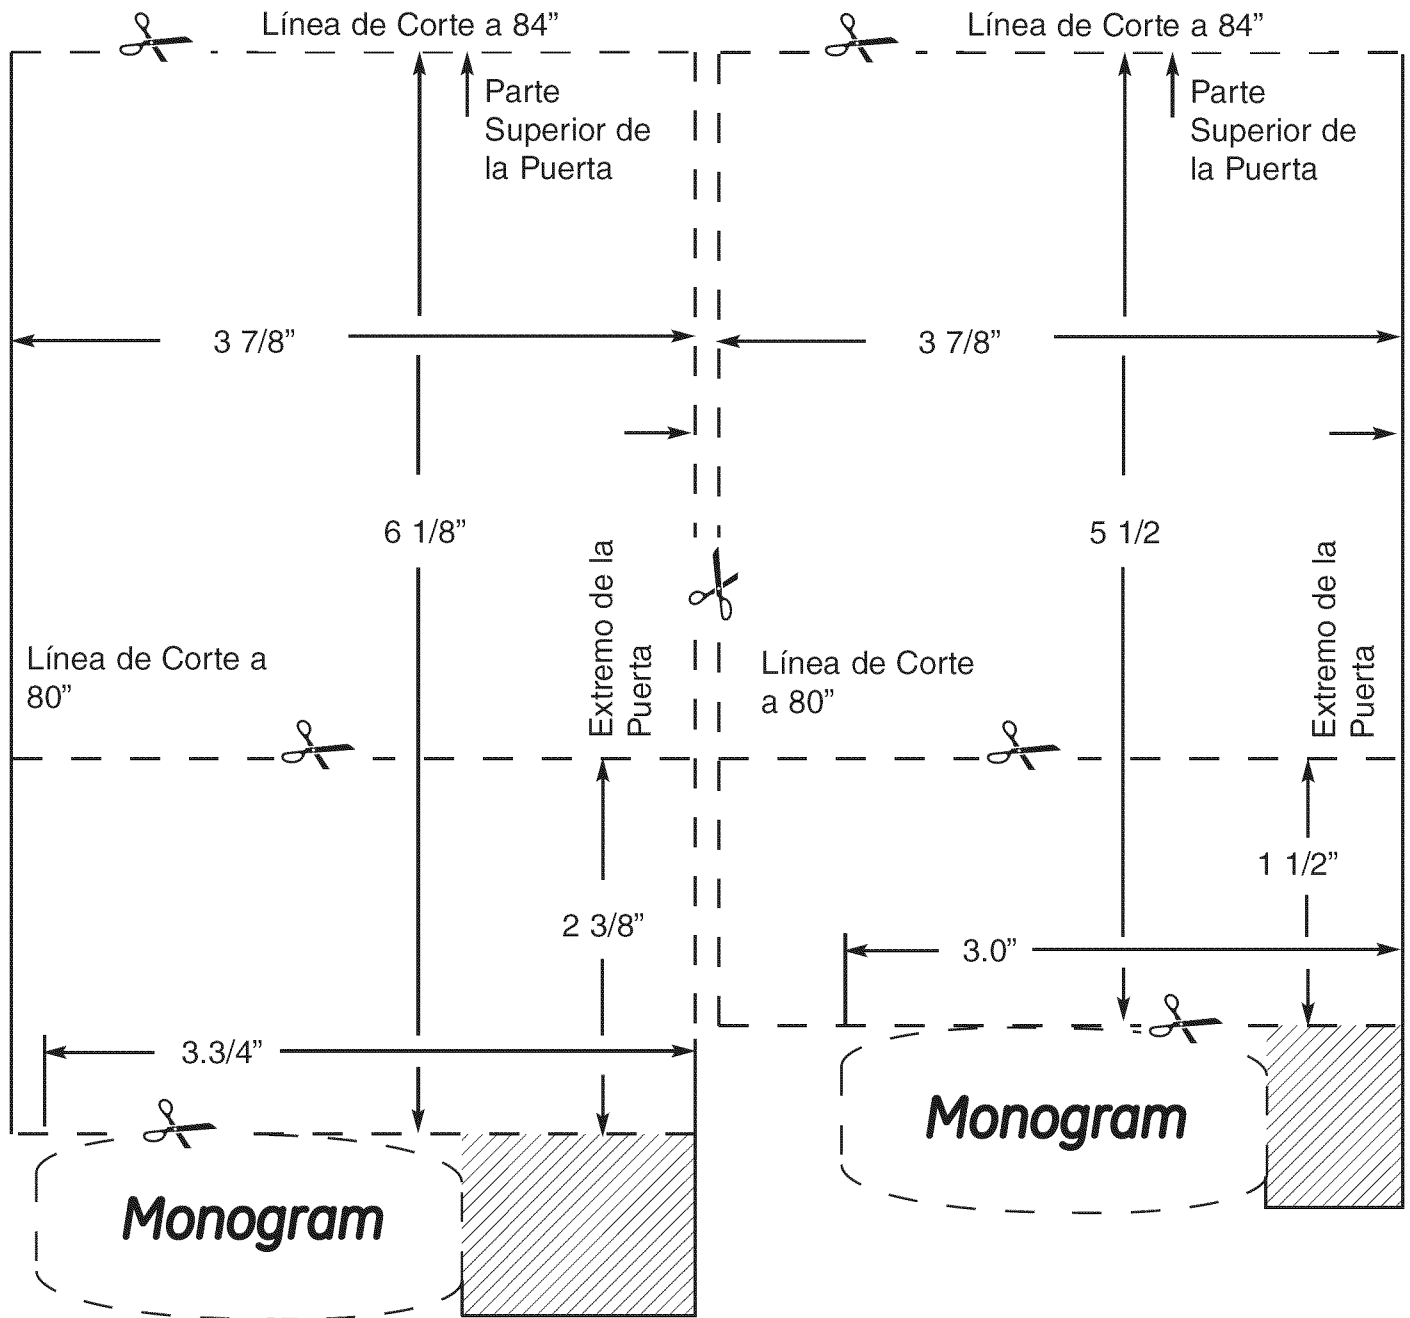 Línea de Corte a 84”
Parte
Superior de
la Puerta
3 7/8”
6 1/8”
Extremo de la
Puerta
Línea de Corte a
80”
2 3/8”
3.3/4”
Monogram
Línea de Corte a 84”
Parte
Superior de
la Puerta
3 7/8”
5 1/2
Extremo de la
Puerta
Línea de Corte
a 80”
1 1/2”
3.0”
Monogram